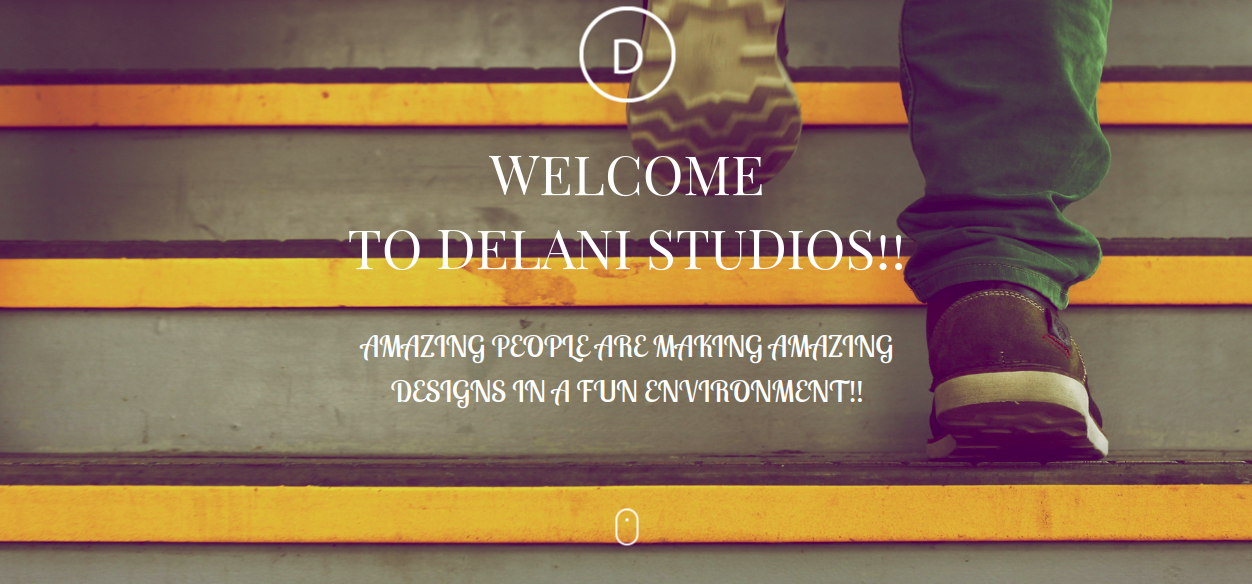 D
WELCOME
TO DELANI STUDIOS!!
AMAZING PEOPLE ARE MAKING AMAZING
DESIGNS IN A FUN ENVIRONMENT!!